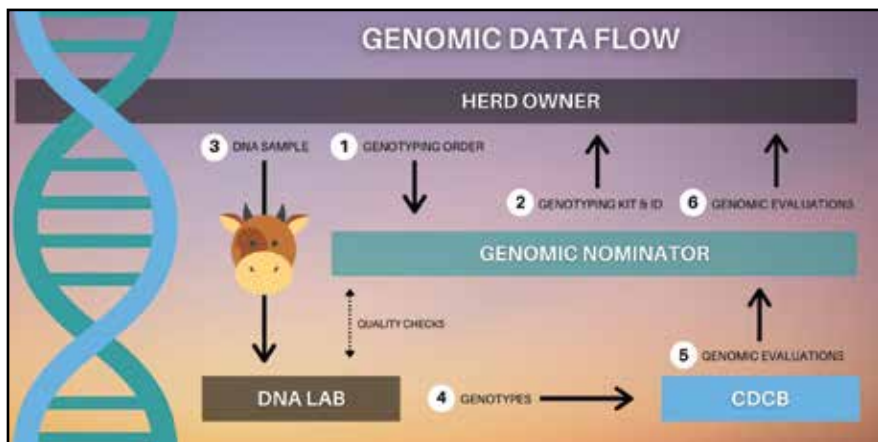 GENOMIC DATA FLOW
HERD OWNER
3 DNA SAMPLE
1 GENOTYPING ORDER
2 GENOTYPING KIT & ID
6 GENOMIC EVALUATIONS
GENOMIC NOMINATOR
QUALITY CHECKS
5 GENOMIC EVALUATIONS
DNA LAB
4 GENOTYPES
CDCB